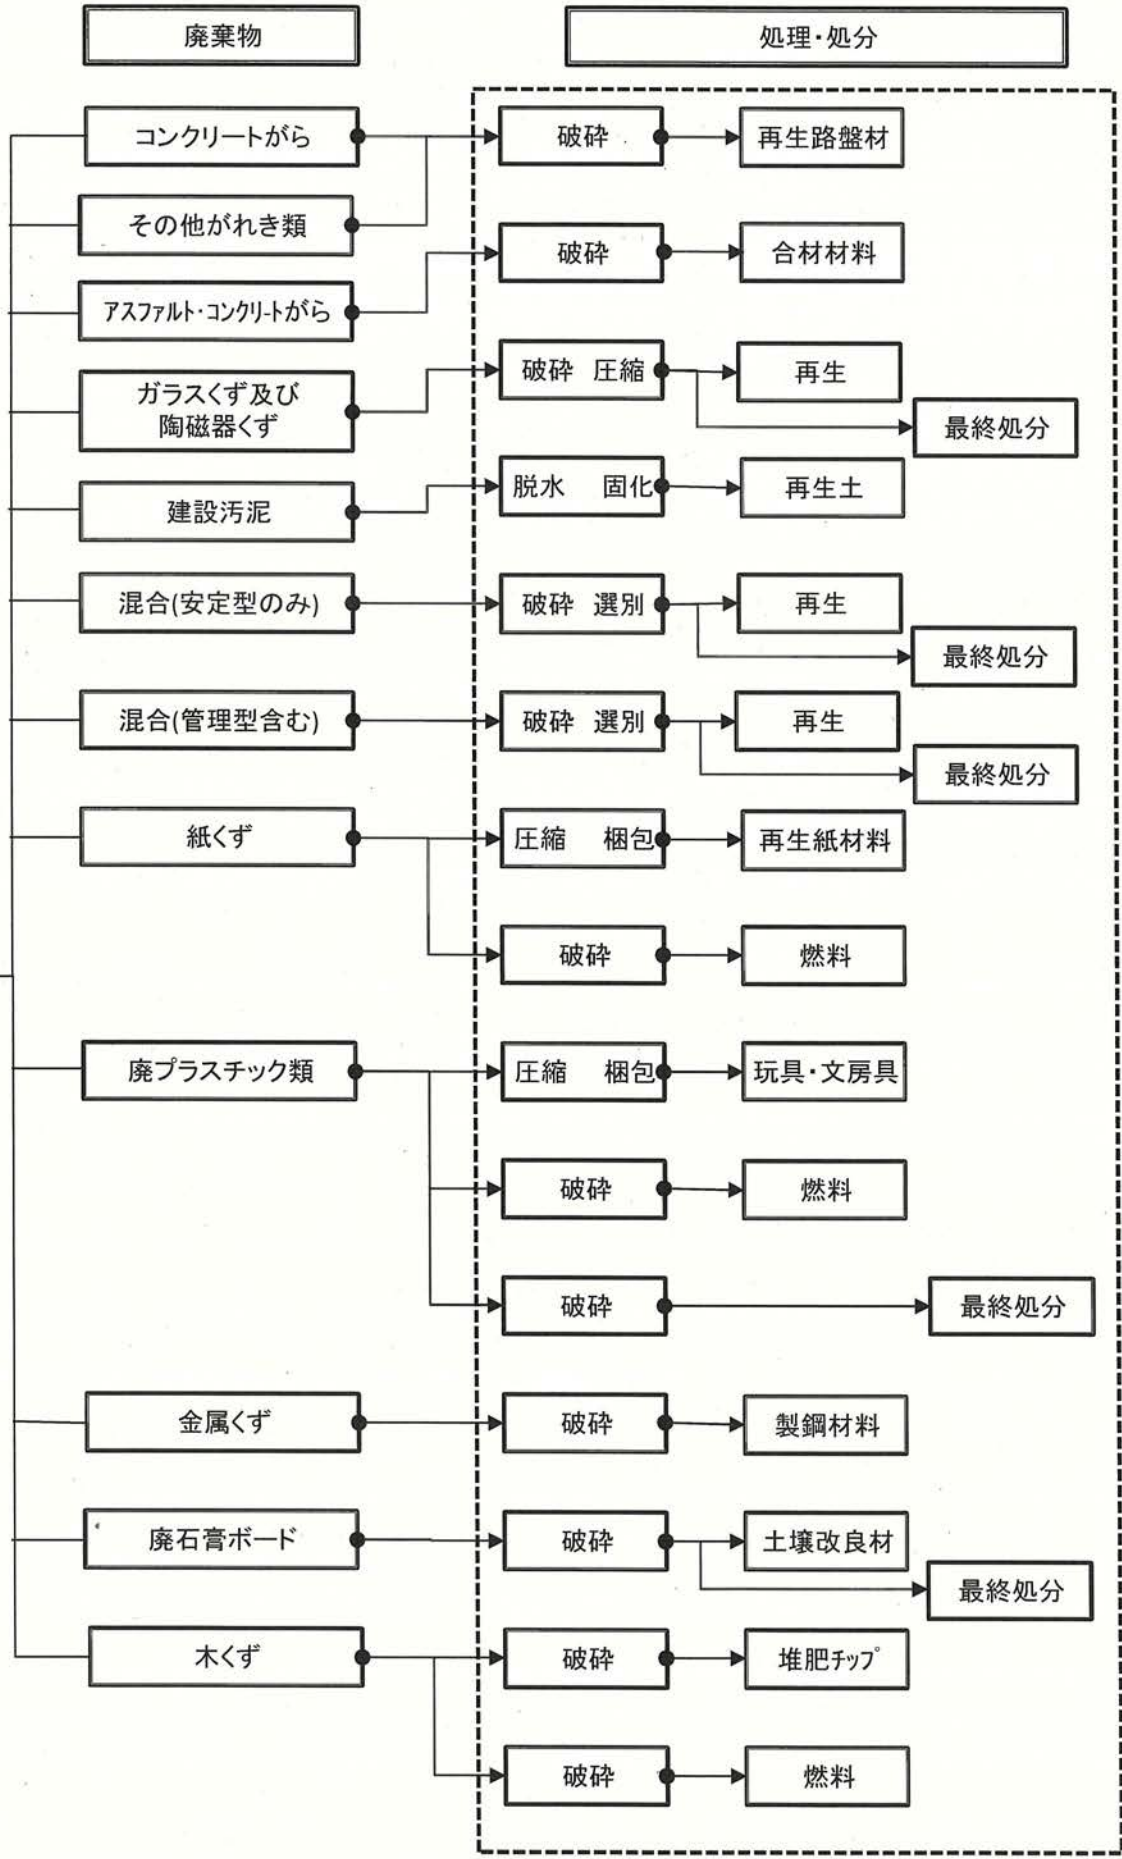 廃棄物
処理・処分
コンクリートがら
破砕
再生路盤材
その他がれき類
破砕
合材材料
アスファルト・コンクリートがら
破砕 圧縮
再生
ガラスくず及び
陶磁器くず
最終処分
脱水 固化
再生土
建設汚泥
混合(安定型のみ)
破砕 選別
再生
最終処分
混合(管理型含む)
破砕 選別
再生
最終処分
紙くず
圧縮 梱包
再生紙材料
破砕
燃料
廃プラスチック類
圧縮 梱包
玩具・文房具
破砕
燃料
破砕
最終処分
金属くず
破砕
製鋼材料
廃石膏ボード
破砕
土壌改良材
最終処分
木くず
破砕
堆肥チップ
破砕
燃料